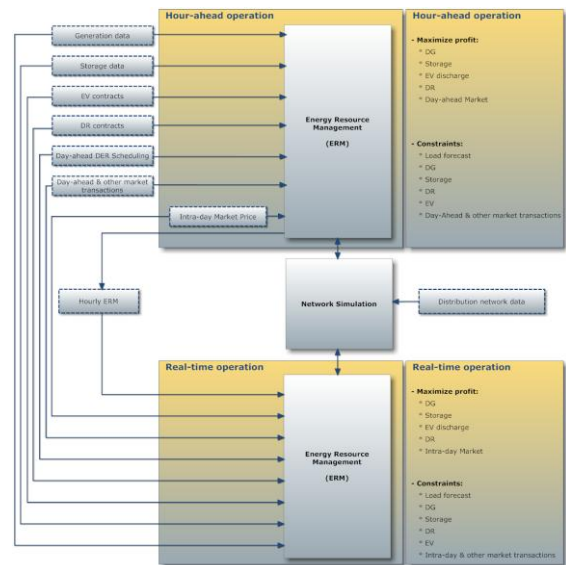 Hour-ahead operation
Generation data
Storage data
EV contracts
DR contracts
Day-ahead DER Scheduling
Day-ahead & other market
transactions
Intra-day Market Price
Energy Resource
Management
(ERM)
Hour-ahead operation
- Maximize profit:
* DG
* Storage
* EV discharge
* DR
* Day-ahead Market
- Constraints:
* Load forecast
* DG
* Storage
* DR
* EV
* Day-Ahead & other market transactions
Hourly ERM
Network Simulation
Distribution network data
Real-time operation
Energy Resource
Management
(ERM)
Real-time operation
- Maximize profit:
* DG
* Storage
* EV discharge
* DR
* Intra-day Market
- Constraints:
* Load forecast
* DG
* Storage
* DR
* EV
* Intra-day & other market transactions